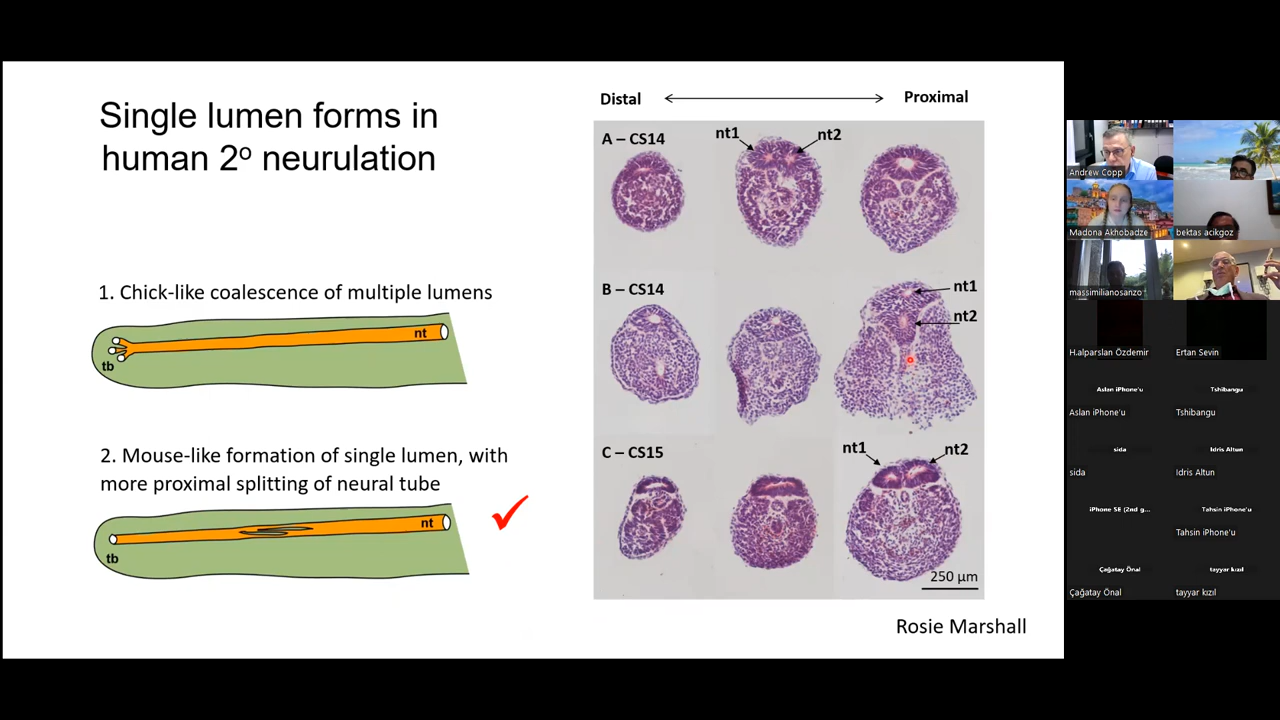 Single lumen forms in
human 2º neurulation
1. Chick-like coalescence of multiple lumens
nt
tb
2. Mouse-like formation of single lumen, with
more proximal splitting of neural tube
nt
tb
Distal
Proximal
A – CS14
nt1
nt2
B – CS14
nt1
nt2
C – CS15
nt1
nt2
250 µm
Rosie Marshall
Andrew Copp
Madona Akhobadze
bektas acikgoz
massimilianosanzo
H.alparslan Özdemir
Ertan Sevin
Aslan iPhone'u
Tshibangu
Aslan iPhone'u
Tshibangu
sida
Idris Altun
sida
Idris Altun
iPhone SE (2nd g...
Tahsin iPhone'u
Tahsin iPhone'u
Çağatay Önal
tayyar kızıl
Çağatay Önal
tayyar kızıl